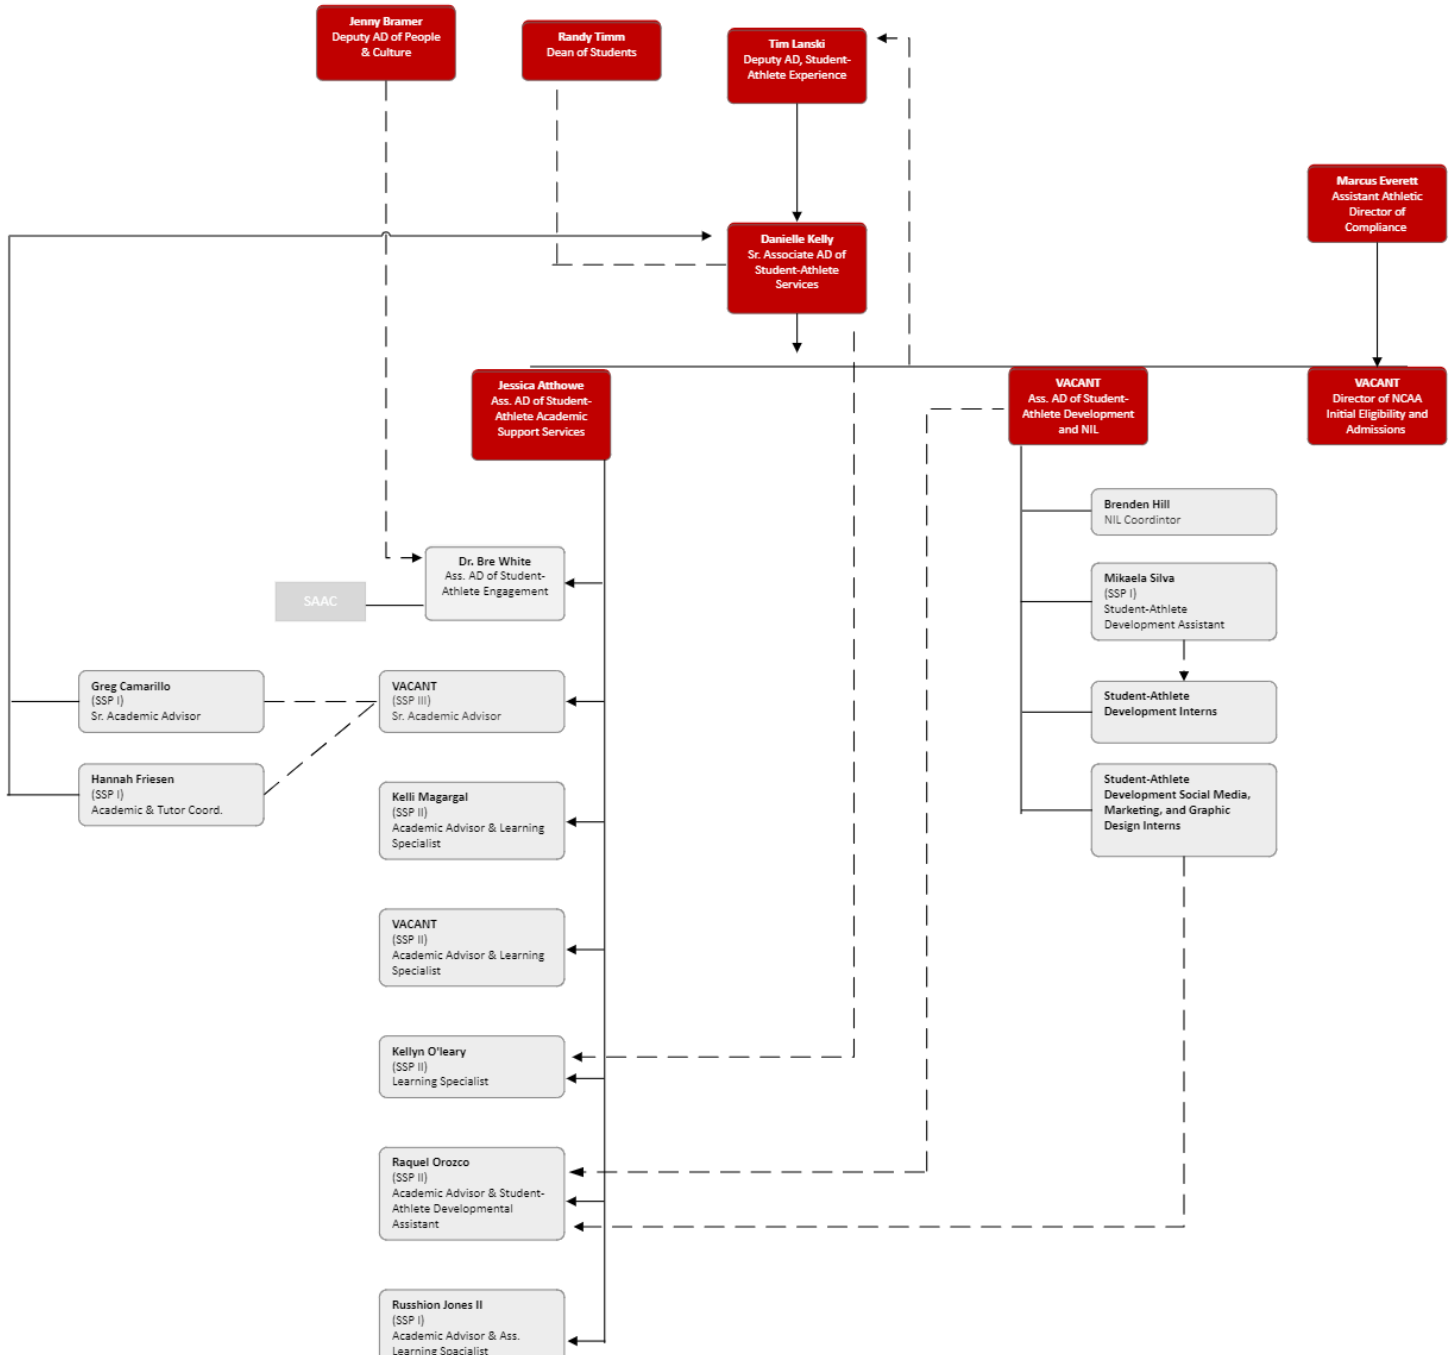 Jenny Bramer
Deputy AD of People
& Culture
Randy Timm
Dean of Students
Tim Lanski
Deputy AD, Student-
Athlete Experience
Marcus Everett
Assistant Athletic
Director of
Compliance
Danielle Kelly
Sr. Associate AD of
Student-Athlete
Services
Jessica Atthowe
Ass. AD of Student-
Athlete Academic
Support Services
VACANT
Ass. AD of Student-
Athlete Development
and NIL
VACANT
Director of NCAA
Initial Eligibility and
Admissions
Brenden Hill
NIL Coordintor
Dr. Bre White
Ass. AD of Student-
Athlete Engagement
SAAC
Mikaela Silva
(SSP I)
Student-Athlete
Development Assistant
Greg Camarillo
(SSP I)
Sr. Academic Advisor
VACANT
(SSP III)
Sr. Academic Advisor
Student-Athlete
Development Interns
Hannah Friesen
(SSP I)
Academic & Tutor Coord.
Kelli Magargal
(SSP II)
Academic Advisor & Learning
Specialist
Student-Athlete
Development Social Media,
Marketing, and Graphic
Design Interns
VACANT
(SSP II)
Academic Advisor & Learning
Specialist
Kellyn O'leary
(SSP II)
Learning Specialist
Raquel Orozco
(SSP II)
Academic Advisor & Student-
Athlete Developmental
Assistant
Russhion Jones II
(SSP I)
Academic Advisor & Ass.
Learning Specialist